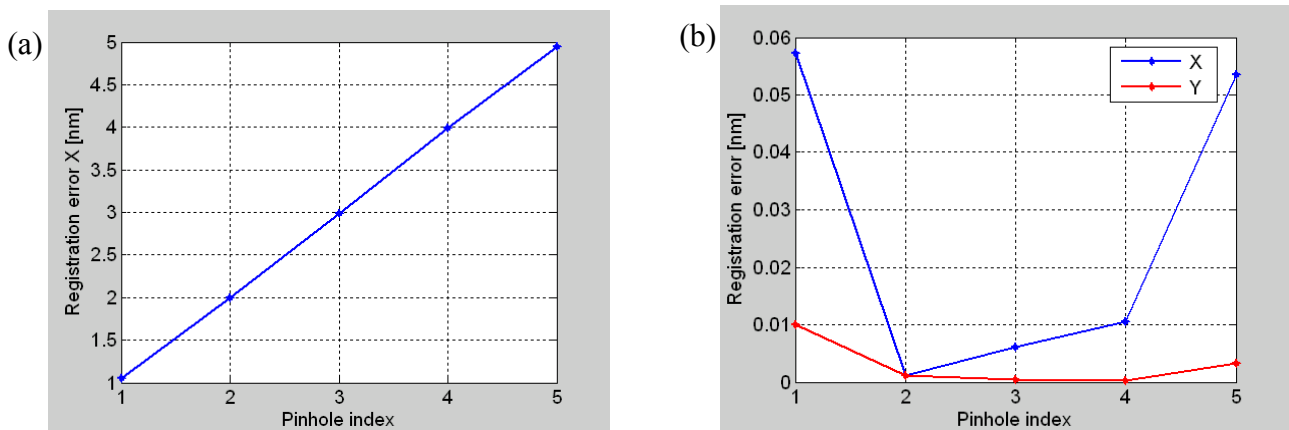 (a)
Registration error X [nm]
5
4.5
4
3.5
3
2.5
2
1.5
1
1 2 3 4 5
Pinhole index
(b)
Registration error [nm]
0.06
0.05
0.04
0.03
0.02
0.01
0
X
Y
1 2 3 4 5
Pinhole index